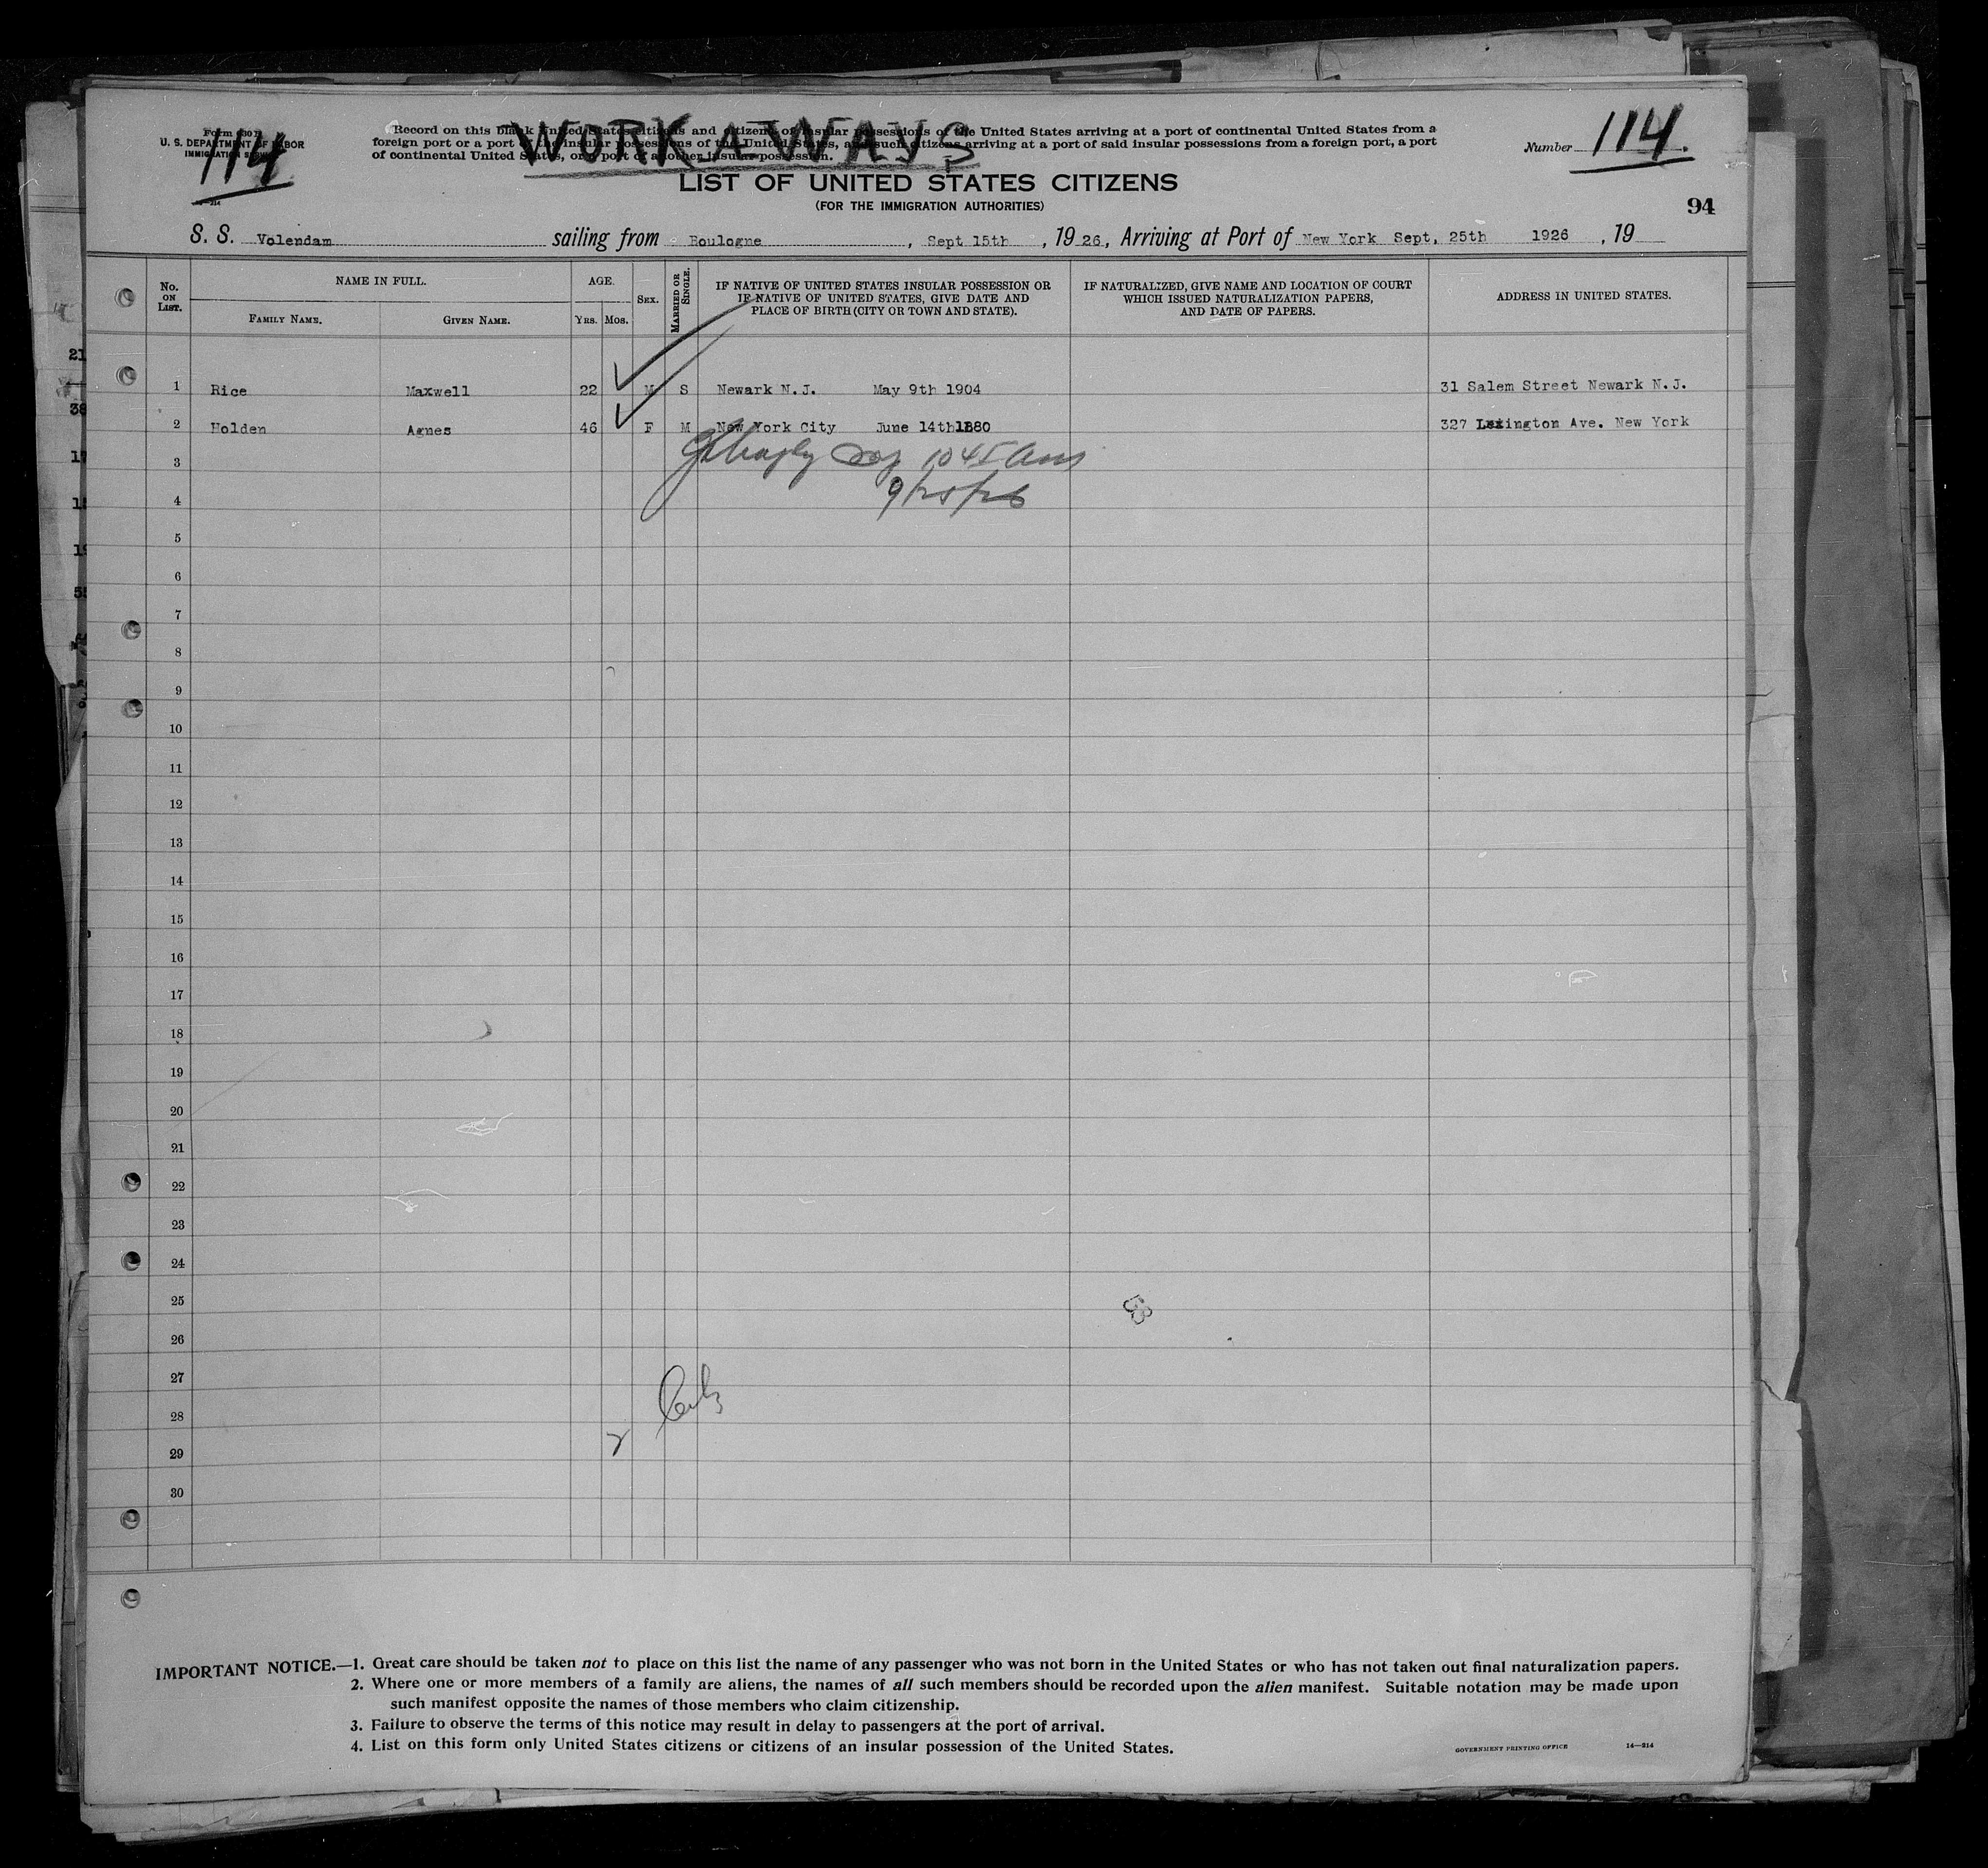 WORK-AWAYS
114
Form 630 B
U. S. DEPARTMENT OF LABOR
IMMIGRATION SERVICE
14—214
Record on this blank United States citizens and citizens of insular possessions of the United States arriving at a port of continental United States from a
foreign port or a port of the insular possessions of the United States, and such citizens arriving at a port of said insular possessions from a foreign port, a port
of continental United States, or a port of another insular possession.
Number 114.
LIST OF UNITED STATES CITIZENS
(FOR THE IMMIGRATION AUTHORITIES)
94
S. S. Volendam sailing from Boulogne , Sept 15th , 19 26, Arriving at Port of New York Sept, 25th 1926 , 19
No. ON LIST.
NAME IN FULL.
FAMILY NAME.
GIVEN NAME.
AGE.
YRS. MOS.
SEX.
MARRIED OR SINGLE.
IF NATIVE OF UNITED STATES INSULAR POSSESSION OR
IF NATIVE OF UNITED STATES, GIVE DATE AND
PLACE OF BIRTH (CITY OR TOWN AND STATE).
IF NATURALIZED, GIVE NAME AND LOCATION OF COURT
WHICH ISSUED NATURALIZATION PAPERS,
AND DATE OF PAPERS.
ADDRESS IN UNITED STATES.
1 Rice Maxwell 22 M S Newark N.J. May 9th 1904 31 Salem Street Newark N.J.
2 Holden Agnes 46 F M New York City June 14th 1880 327 Lexington Ave. New York
3 1045 am
4 9/25/26
5
6
7
8
9
10
11
12
13
14
15
16
17
18
19
20
21
22
23
24
25
26
27
28
29
30
IMPORTANT NOTICE.—1. Great care should be taken not to place on this list the name of any passenger who was not born in the United States or who has not taken out final naturalization papers.
2. Where one or more members of a family are aliens, the names of all such members should be recorded upon the alien manifest. Suitable notation may be made upon
such manifest opposite the names of those members who claim citizenship.
3. Failure to observe the terms of this notice may result in delay to passengers at the port of arrival.
4. List on this form only United States citizens or citizens of an insular possession of the United States.
GOVERNMENT PRINTING OFFICE 14—214